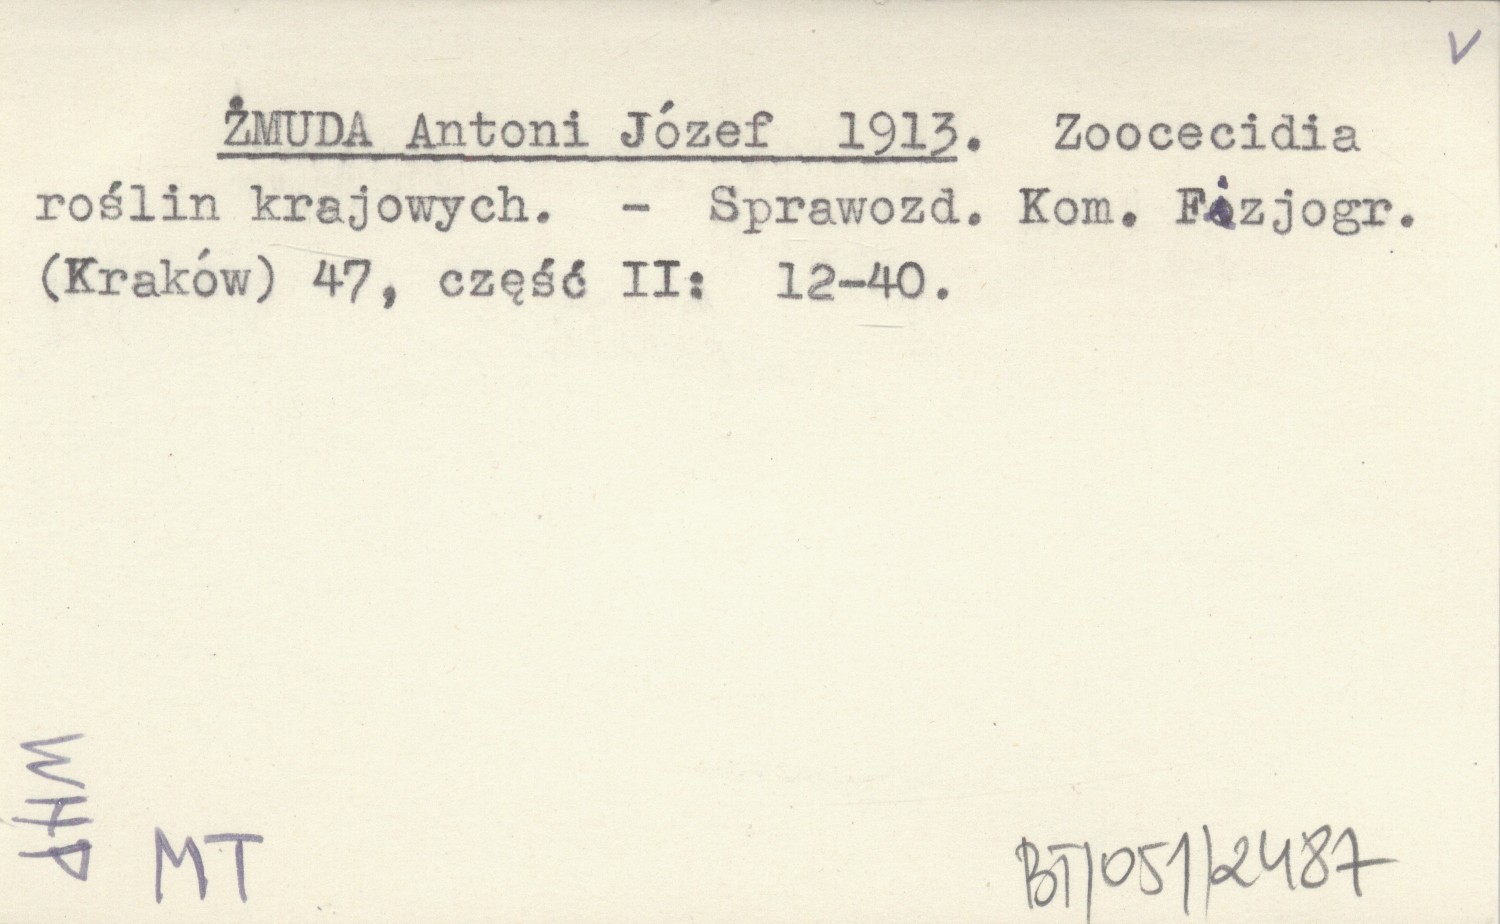 V
ŻMUDA Antoni Józef 1913. Zoocecidia
roślin krajowych. - Sprawozd. Kom. Fizjogr.
(Kraków) 47, część II: 12-40.
WHP
MT
BT/051/2487